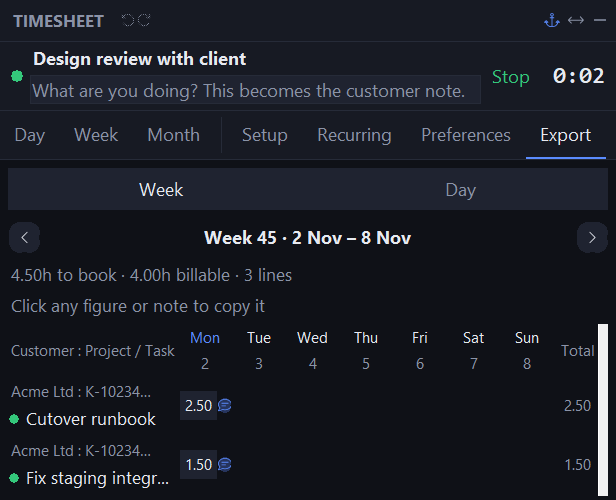 TIMESHEET
Design review with client
What are you doing? This becomes the customer note.
Stop
0:02
Day Week Month Setup Recurring Preferences Export
Week Day
Week 45 · 2 Nov – 8 Nov
4.50h to book · 4.00h billable · 3 lines
Click any figure or note to copy it
Customer : Project / Task Mon 2 Tue 3 Wed 4 Thu 5 Fri 6 Sat 7 Sun 8 Total
Acme Ltd : K-10234...
Cutover runbook 2.50 2.50
Acme Ltd : K-10234...
Fix staging integr... 1.50 1.50